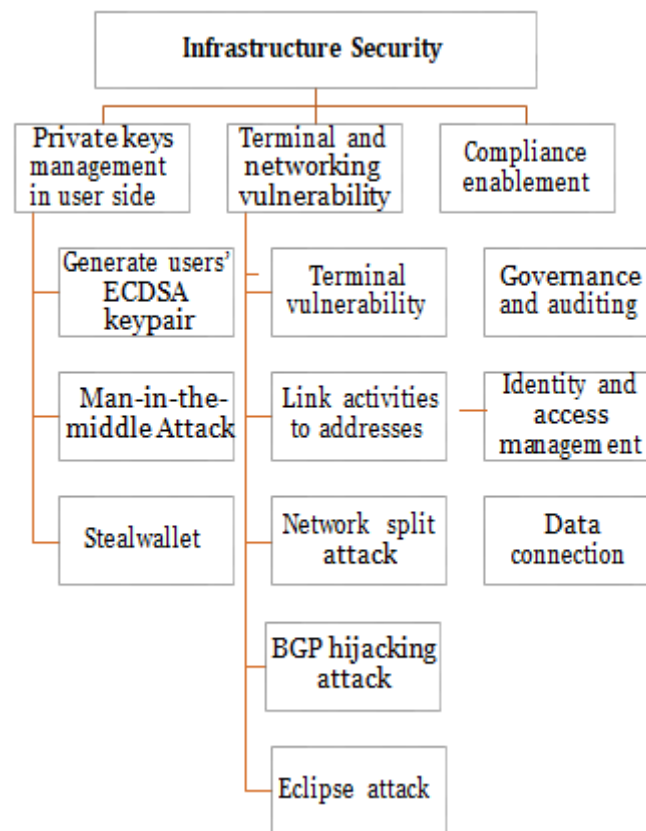 Infrastructure Security
Private keys
management
in user side
Terminal and
networking
vulnerability
Compliance
enablement
Generate users’
ECDSA
keypair
Terminal
vulnerability
Governance
and auditing
Man-in-the-
middle Attack
Link activities
to addresses
Identity and
access
management
Stealwallet
Network split
attack
Data
connection
BGP hijacking
attack
Eclipse attack